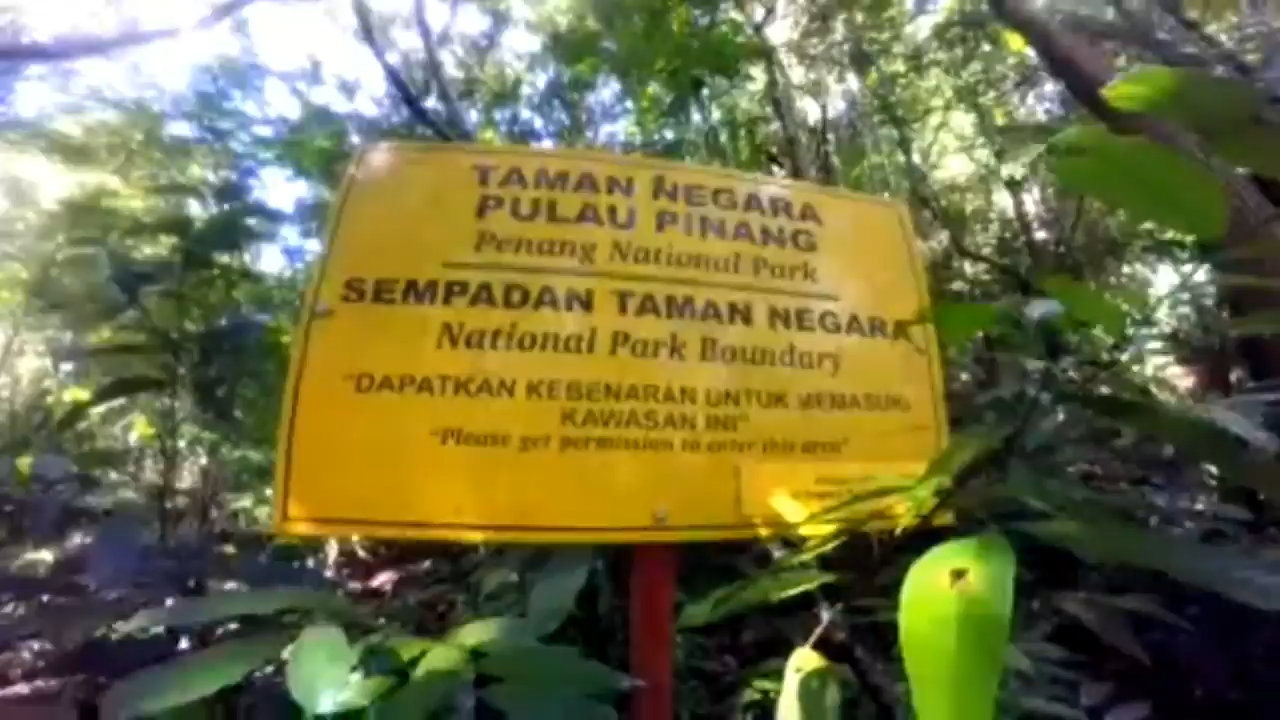 TAMAN NEGARA
PULAU PINANG
Penang National Park
SEMPADAN TAMAN NEGARA
National Park Boundary
"DAPATKAN KEBENARAN UNTUK MEMASUKI
KAWASAN INI"
"Please get permission to enter this area"